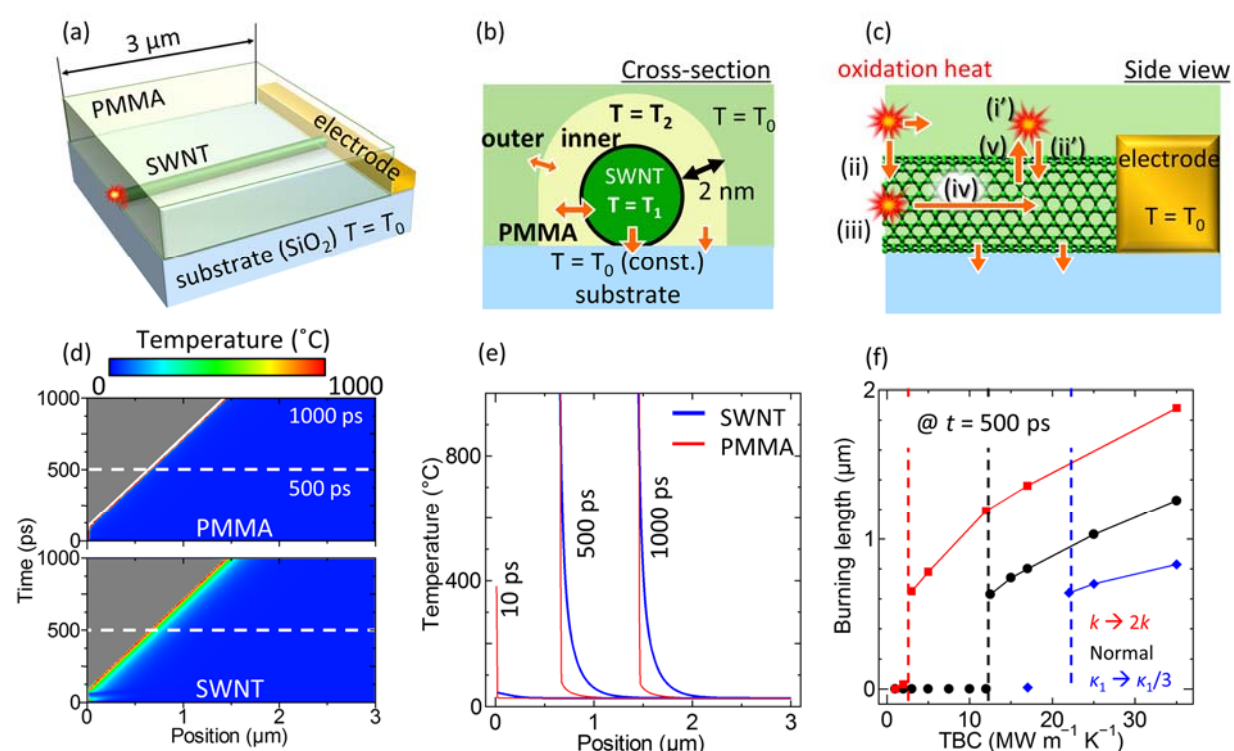 (a)
3 μm
PMMA
SWNT
electrode
substrate (SiO₂) T = T₀
(b)
Cross-section
T = T₂
T = T₀
outer
inner
SWNT
T = T₁
2 nm
PMMA
T = T₀ (const.)
substrate
(c)
oxidation heat
Side view
(i')
(ii)
(v)
(ii')
electrode
(iv)
(iii)
T = T₀
(d)
Temperature (˚C)
0
1000
1000
1000 ps
500
500 ps
PMMA
0
Time (ps)
1000
500
SWNT
0
0
1
2
3
Position (μm)
(e)
800
400
0
Temperature (°C)
SWNT
PMMA
10 ps
500 ps
1000 ps
0
1
2
3
Position (μm)
(f)
2
1
0
Burning length (μm)
@ t = 500 ps
k → 2k
Normal
κ₁ → κ₁/3
0
10
20
30
TBC (MW m⁻¹ K⁻¹)